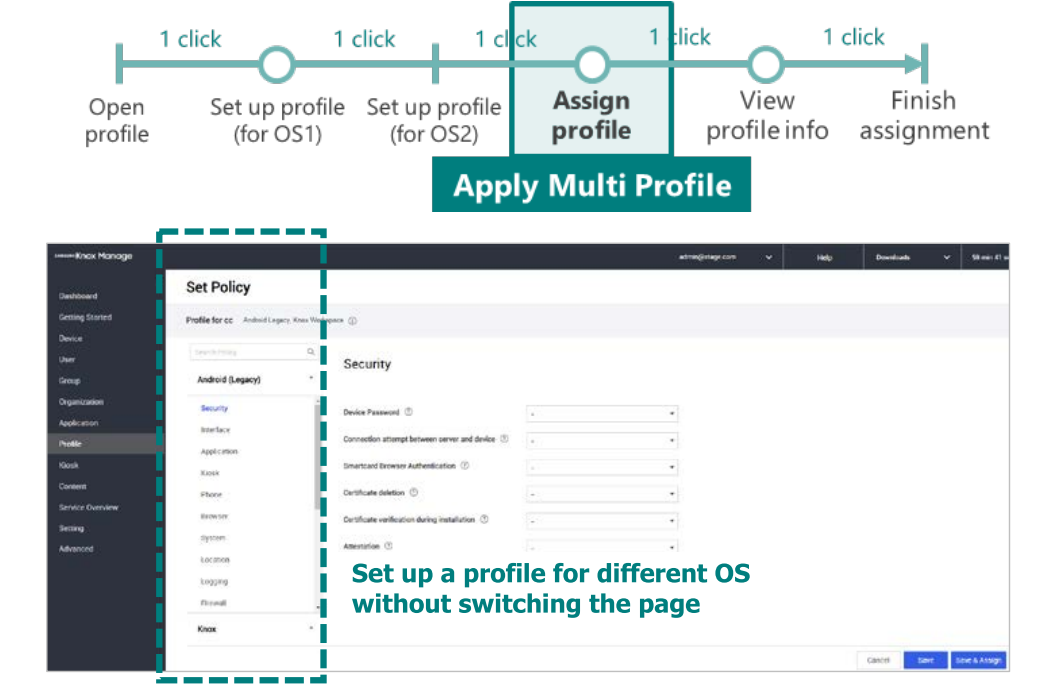 1 click 1 click 1 click 1 click 1 click
Open
profile
Set up profile
(for OS1)
Set up profile
(for OS2)
Assign
profile
View
profile info
Finish
assignment
Apply Multi Profile
Knox Manage
admin@stage.com
Help
Downloads
59 min 41
Dashboard
Getting Started
Device
User
Group
Organization
Application
Profile
Kiosk
Content
Service Overview
Setting
Advanced
Set Policy
Profile for cc Android Legacy, Knox Workspace
Search Policy
Android (Legacy)
Security
Interface
Application
Kiosk
Phone
Browser
System
Location
Logging
Firewall
Knox
Security
Device Password
Connection attempt between server and device
Smartcard Browser Authentication
Certificate deletion
Certificate verification during installation
Attestation
Set up a profile for different OS
without switching the page
Cancel
Save
Save & Assign